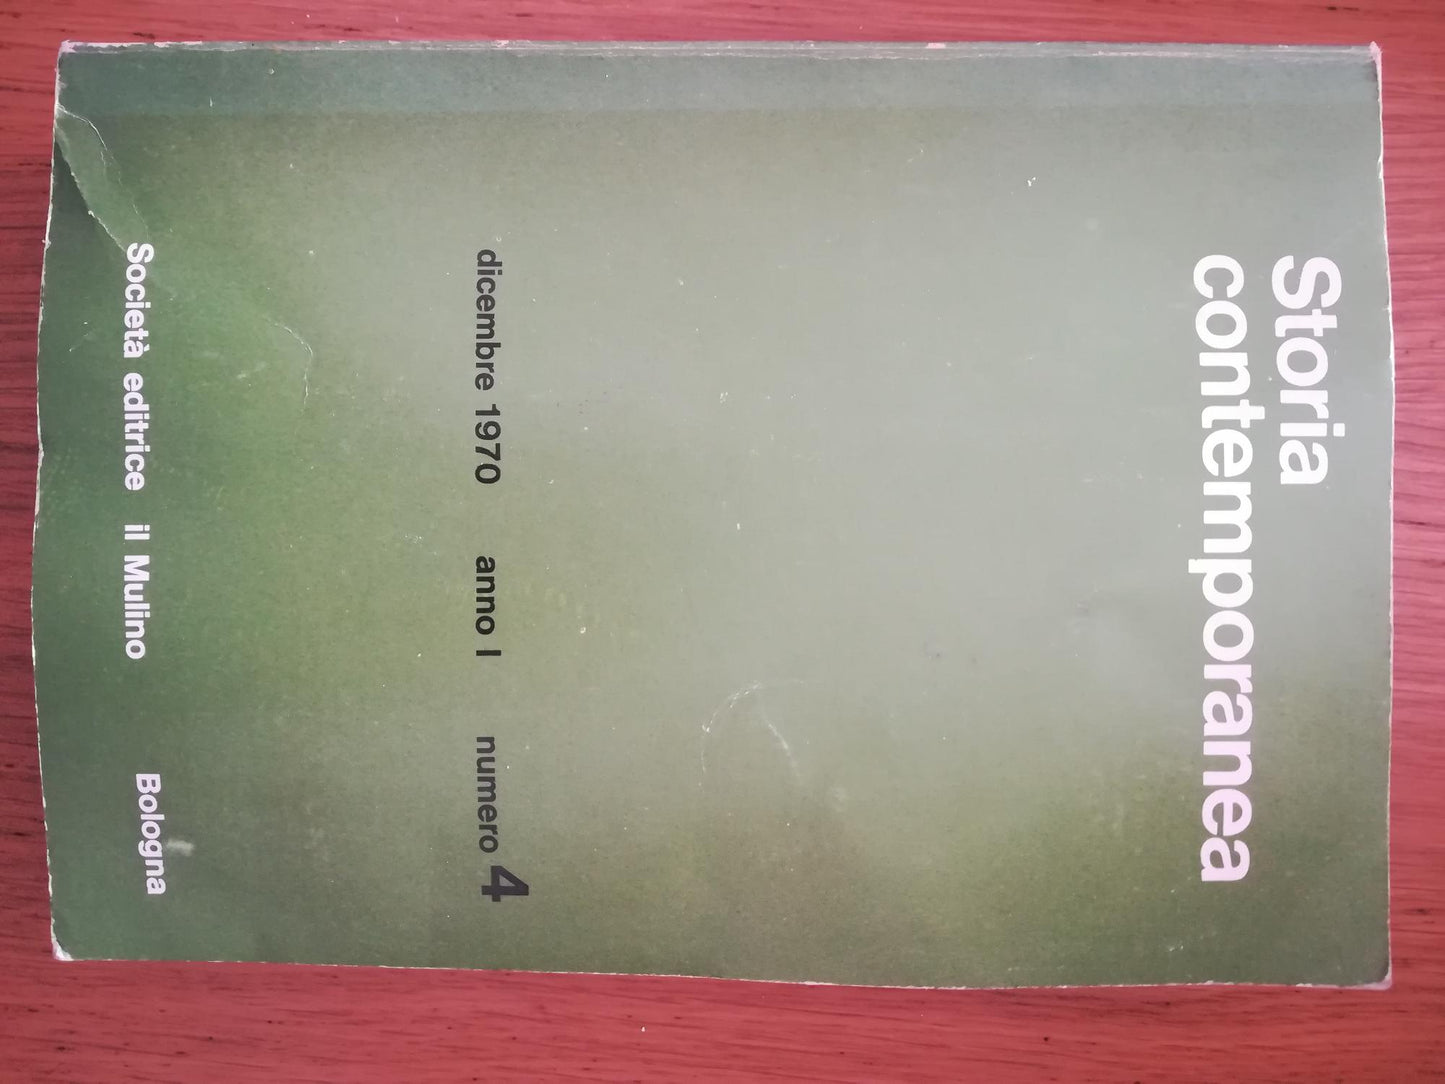 Storia
contemporanea
dicembre 1970 anno I numero 4
Società editrice il Mulino Bologna